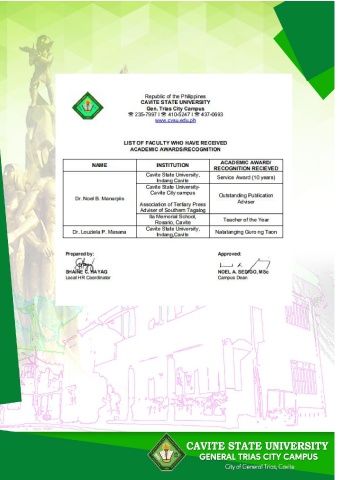 Republic of the Philippines
CAVITE STATE UNIVERSITY
Gen. Trias City Campus
☎ 235-7997 I ☎ 410-5247 I ☎ 437-0693
www.cvsu.edu.ph
LIST OF FACULTY WHO HAVE RECEIVED
ACADEMIC AWARDS/RECOGNITION
NAME INSTITUTION ACADEMIC AWARD/
RECOGNITION RECIEVED
Dr. Noel B. Manarpiis
Cavite State University,
Indang Cavite
Service Award (10 years)
Cavite State University-
Cavite City campus
Association of Tertiary Press
Adviser of Southern Tagalog
Outstanding Publication
Adviser
Ila Memorial School,
Rosario, Cavite
Teacher of the Year
Dr. Louziela P. Masana
Cavite State University,
Indang,Cavite
Natatanging Guro ng Taon
Prepared by: Approved:
SHAINE C. HAYAG NOEL A. SEDIGO, MSc
Local HR Coordinator Campus Dean
CAVITE STATE UNIVERSITY
GENERAL TRIAS CITY CAMPUS
City of General Trias, Cavite